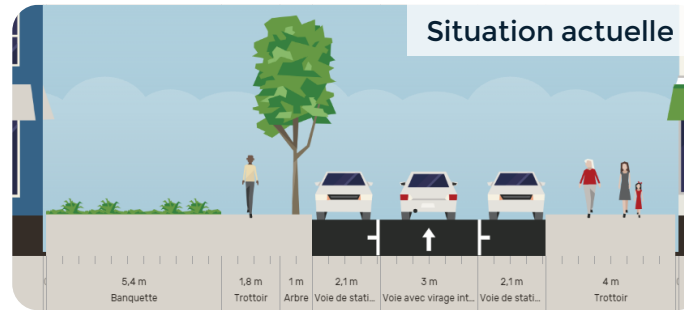 Situation actuelle
5,4 m 1,8 m 1 m 2,1 m 3 m 2,1 m 4 m
Banquette Trottoir Arbre Voie de stati... Voie avec virage int... Voie de stati... Trottoir